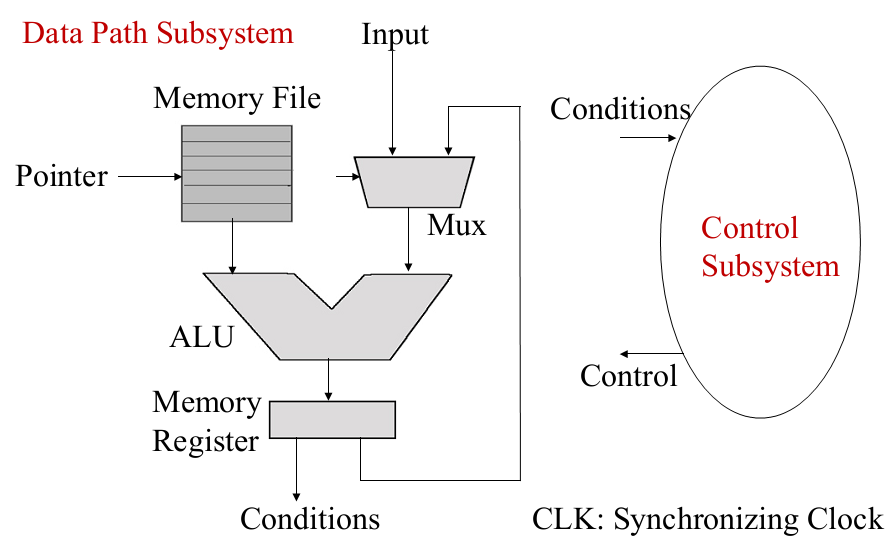 Data Path Subsystem
Input
Memory File
Conditions
Pointer
Mux
Control
Subsystem
ALU
Control
Memory
Register
Conditions
CLK: Synchronizing Clock